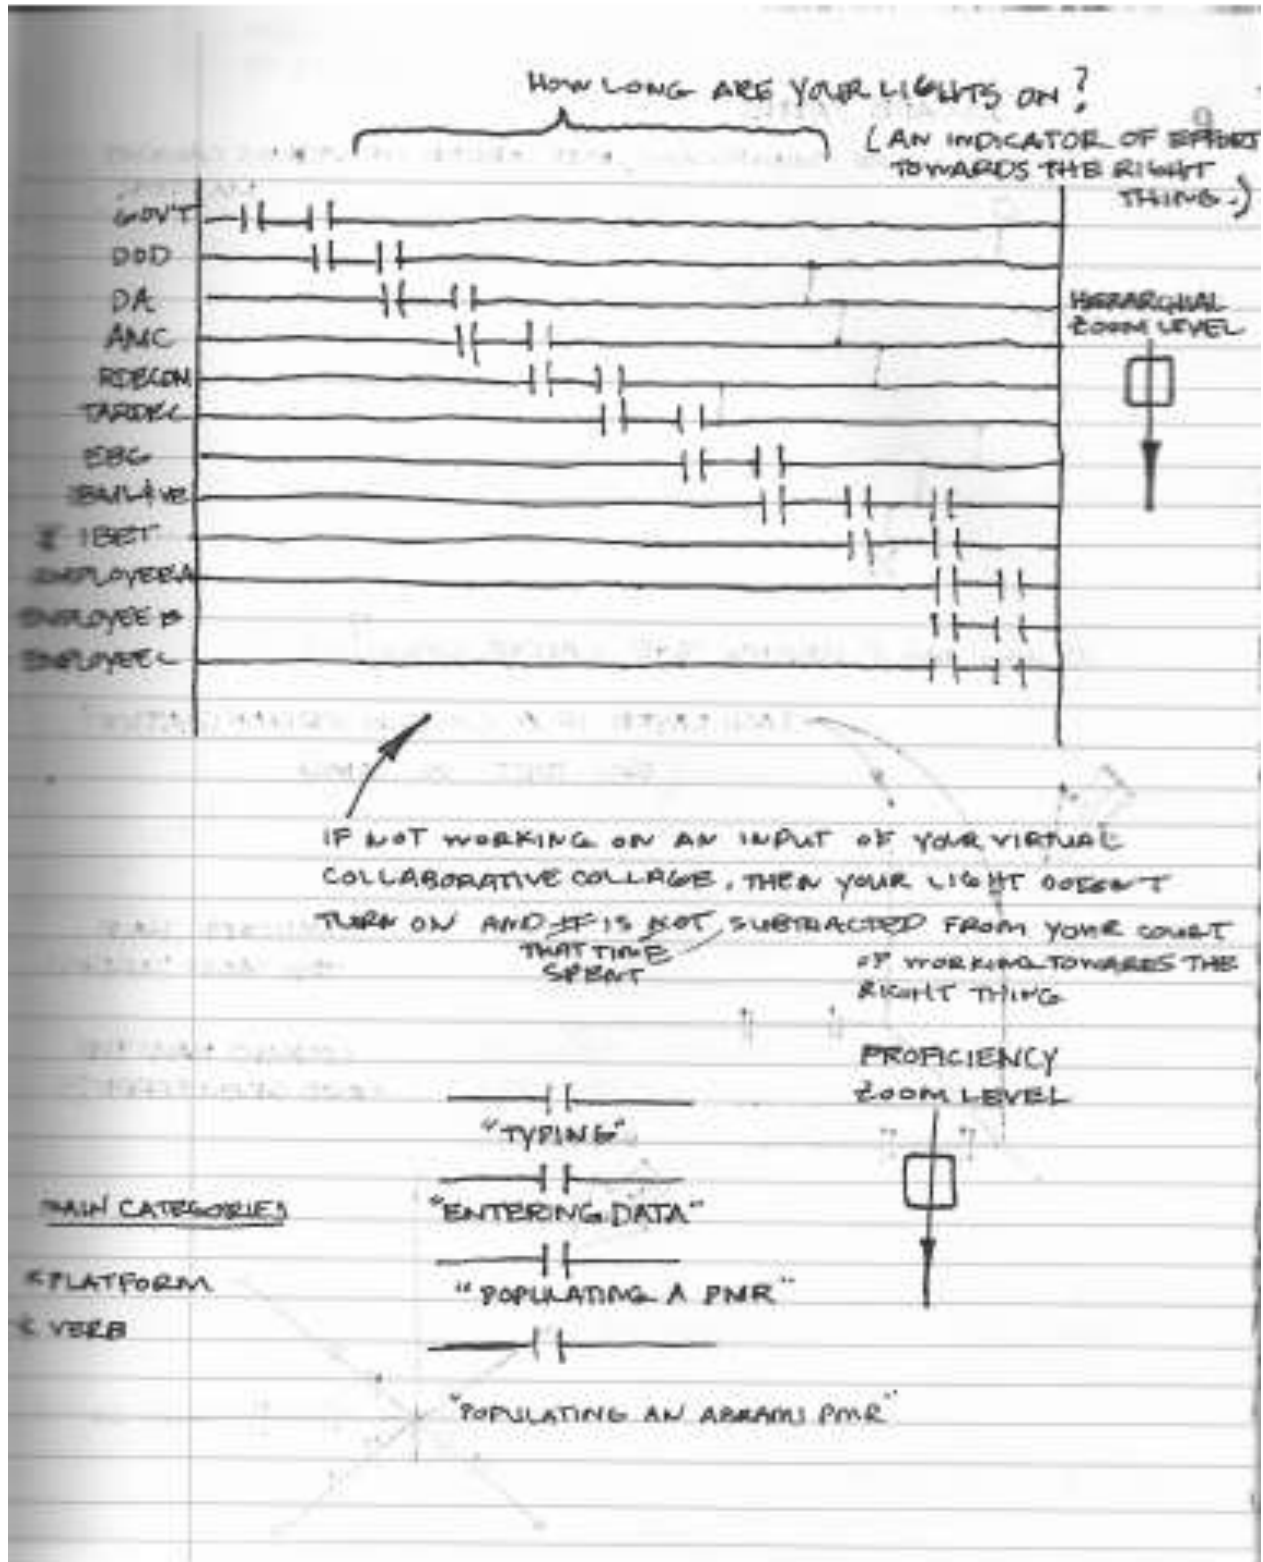 HOW LONG ARE YOUR LIGHTS ON?
(AN INDICATOR OF EFFORT
TOWARDS THE RIGHT
THING.)
GOV'T
DOD
DA
AMC
RDECOM
TARDEC
EBG
IBET
EMPLOYEE A
EMPLOYEE B
EMPLOYEE C
HIERARCHIAL
ZOOM LEVEL
IF NOT WORKING ON AN INPUT OF YOUR VIRTUAL
COLLABORATIVE COLLAGE, THEN YOUR LIGHT DOESN'T
TURN ON AND IF IS NOT SUBTRACTED FROM YOUR COUNT
THAT TIME
SPENT
OF WORKING TOWARDS THE
RIGHT THING
PROFICIENCY
ZOOM LEVEL
"TYPING"
"ENTERING DATA"
"POPULATING A PMR"
"POPULATING AN ABRAMS PMR"
MAIN CATEGORIES
*PLATFORM
* VERB